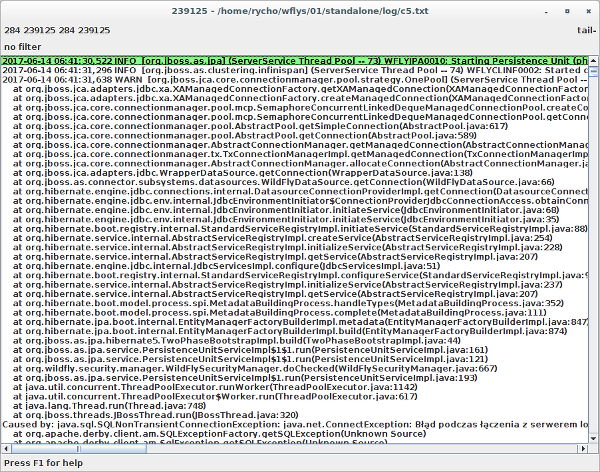 239125 - /home/rycho/wflys/01/standalone/log/c5.txt
284 239125 284 239125 tail-
no filter
2017-06-14 06:41:30,522 INFO [org.jboss.as.jpa] (ServerService Thread Pool -- 73) WFLYJPA0010: Starting Persistence Unit (ph
2017-06-14 06:41:31,296 INFO [org.jboss.as.clustering.infinispan] (ServerService Thread Pool -- 74) WFLYCLINF0002: Started c
2017-06-14 06:41:31,638 WARN [org.jboss.jca.core.connectionmanager.pool.strategy.OnePool] (ServerService Thread Pool --
at org.jboss.jca.adapters.jdbc.xa.XAManagedConnectionFactory.getXAManagedConnection(XAManagedConnectionFactory
at org.jboss.jca.adapters.jdbc.xa.XAManagedConnectionFactory.createManagedConnection(XAManagedConnectionFactor
at org.jboss.jca.core.connectionmanager.pool.mcp.SemaphoreConcurrentLinkedDequeManagedConnectionPool.createCo
at org.jboss.jca.core.connectionmanager.pool.mcp.SemaphoreConcurrentLinkedDequeManagedConnectionPool.getConne
at org.jboss.jca.core.connectionmanager.pool.AbstractPool.getSimpleConnection(AbstractPool.java:617)
at org.jboss.jca.core.connectionmanager.pool.AbstractPool.getConnection(AbstractPool.java:589)
at org.jboss.jca.core.connectionmanager.AbstractConnectionManager.getManagedConnection(AbstractConnectionManag
at org.jboss.jca.core.connectionmanager.tx.TxConnectionManagerImpl.getManagedConnection(TxConnectionManagerImp
at org.jboss.jca.core.connectionmanager.AbstractConnectionManager.allocateConnection(AbstractConnectionManager.ja
at org.jboss.jca.adapters.jdbc.WrapperDataSource.getConnection(WrapperDataSource.java:138)
at org.jboss.as.connector.subsystems.datasources.WildFlyDataSource.getConnection(WildFlyDataSource.java:66)
at org.hibernate.engine.jdbc.connections.internal.DatasourceConnectionProviderImpl.getConnection(DatasourceConnect
at org.hibernate.engine.jdbc.env.internal.JdbcEnvironmentInitiator$ConnectionProviderJdbcConnectionAccess.obtainConn
at org.hibernate.engine.jdbc.env.internal.JdbcEnvironmentInitiator.initiateService(JdbcEnvironmentInitiator.java:68)
at org.hibernate.engine.jdbc.env.internal.JdbcEnvironmentInitiator.initiateService(JdbcEnvironmentInitiator.java:35)
at org.hibernate.boot.registry.internal.StandardServiceRegistryImpl.initiateService(StandardServiceRegistryImpl.java:88)
at org.hibernate.service.internal.AbstractServiceRegistryImpl.createService(AbstractServiceRegistryImpl.java:254)
at org.hibernate.service.internal.AbstractServiceRegistryImpl.initializeService(AbstractServiceRegistryImpl.java:228)
at org.hibernate.service.internal.AbstractServiceRegistryImpl.getService(AbstractServiceRegistryImpl.java:207)
at org.hibernate.engine.jdbc.internal.JdbcServicesImpl.configure(JdbcServicesImpl.java:51)
at org.hibernate.boot.registry.internal.StandardServiceRegistryImpl.configureService(StandardServiceRegistryImpl.java:9
at org.hibernate.service.internal.AbstractServiceRegistryImpl.initializeService(AbstractServiceRegistryImpl.java:237)
at org.hibernate.service.internal.AbstractServiceRegistryImpl.getService(AbstractServiceRegistryImpl.java:207)
at org.hibernate.boot.model.process.spi.MetadataBuildingProcess.handleTypes(MetadataBuildingProcess.java:352)
at org.hibernate.boot.model.process.spi.MetadataBuildingProcess.complete(MetadataBuildingProcess.java:111)
at org.hibernate.jpa.boot.internal.EntityManagerFactoryBuilderImpl.metadata(EntityManagerFactoryBuilderImpl.java:847)
at org.hibernate.jpa.boot.internal.EntityManagerFactoryBuilderImpl.build(EntityManagerFactoryBuilderImpl.java:874)
at org.jboss.as.jpa.hibernate5.TwoPhaseBootstrapImpl.build(TwoPhaseBootstrapImpl.java:44)
at org.jboss.as.jpa.service.PersistenceUnitServiceImpl$1$1.run(PersistenceUnitServiceImpl.java:161)
at org.jboss.as.jpa.service.PersistenceUnitServiceImpl$1$1.run(PersistenceUnitServiceImpl.java:121)
at org.wildfly.security.manager.WildFlySecurityManager.doChecked(WildFlySecurityManager.java:667)
at org.jboss.as.jpa.service.PersistenceUnitServiceImpl$1.run(PersistenceUnitServiceImpl.java:193)
at java.util.concurrent.ThreadPoolExecutor.runWorker(ThreadPoolExecutor.java:1142)
at java.util.concurrent.ThreadPoolExecutor$Worker.run(ThreadPoolExecutor.java:617)
at java.lang.Thread.run(Thread.java:748)
at org.jboss.threads.JBossThread.run(JBossThread.java:320)
Caused by: java.sql.SQLNonTransientConnectionException: java.net.ConnectException: Błąd podczas łączenia z serwerem lo
at org.apache.derby.client.am.SQLExceptionFactory.getSQLException(Unknown Source)
at org.apache.derby.client.am.SqlException.getSQLException(Unknown Source)
Press F1 for help